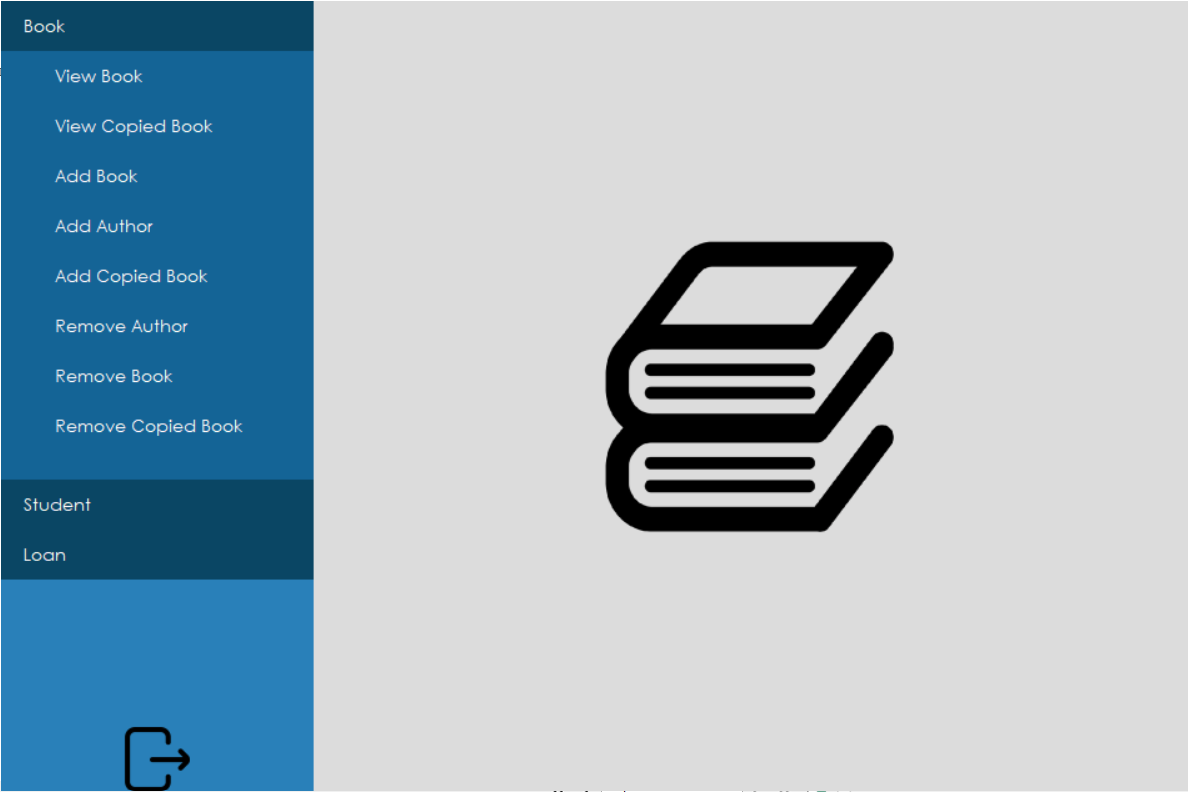 Book
View Book
View Copied Book
Add Book
Add Author
Add Copied Book
Remove Author
Remove Book
Remove Copied Book
Student
Loan